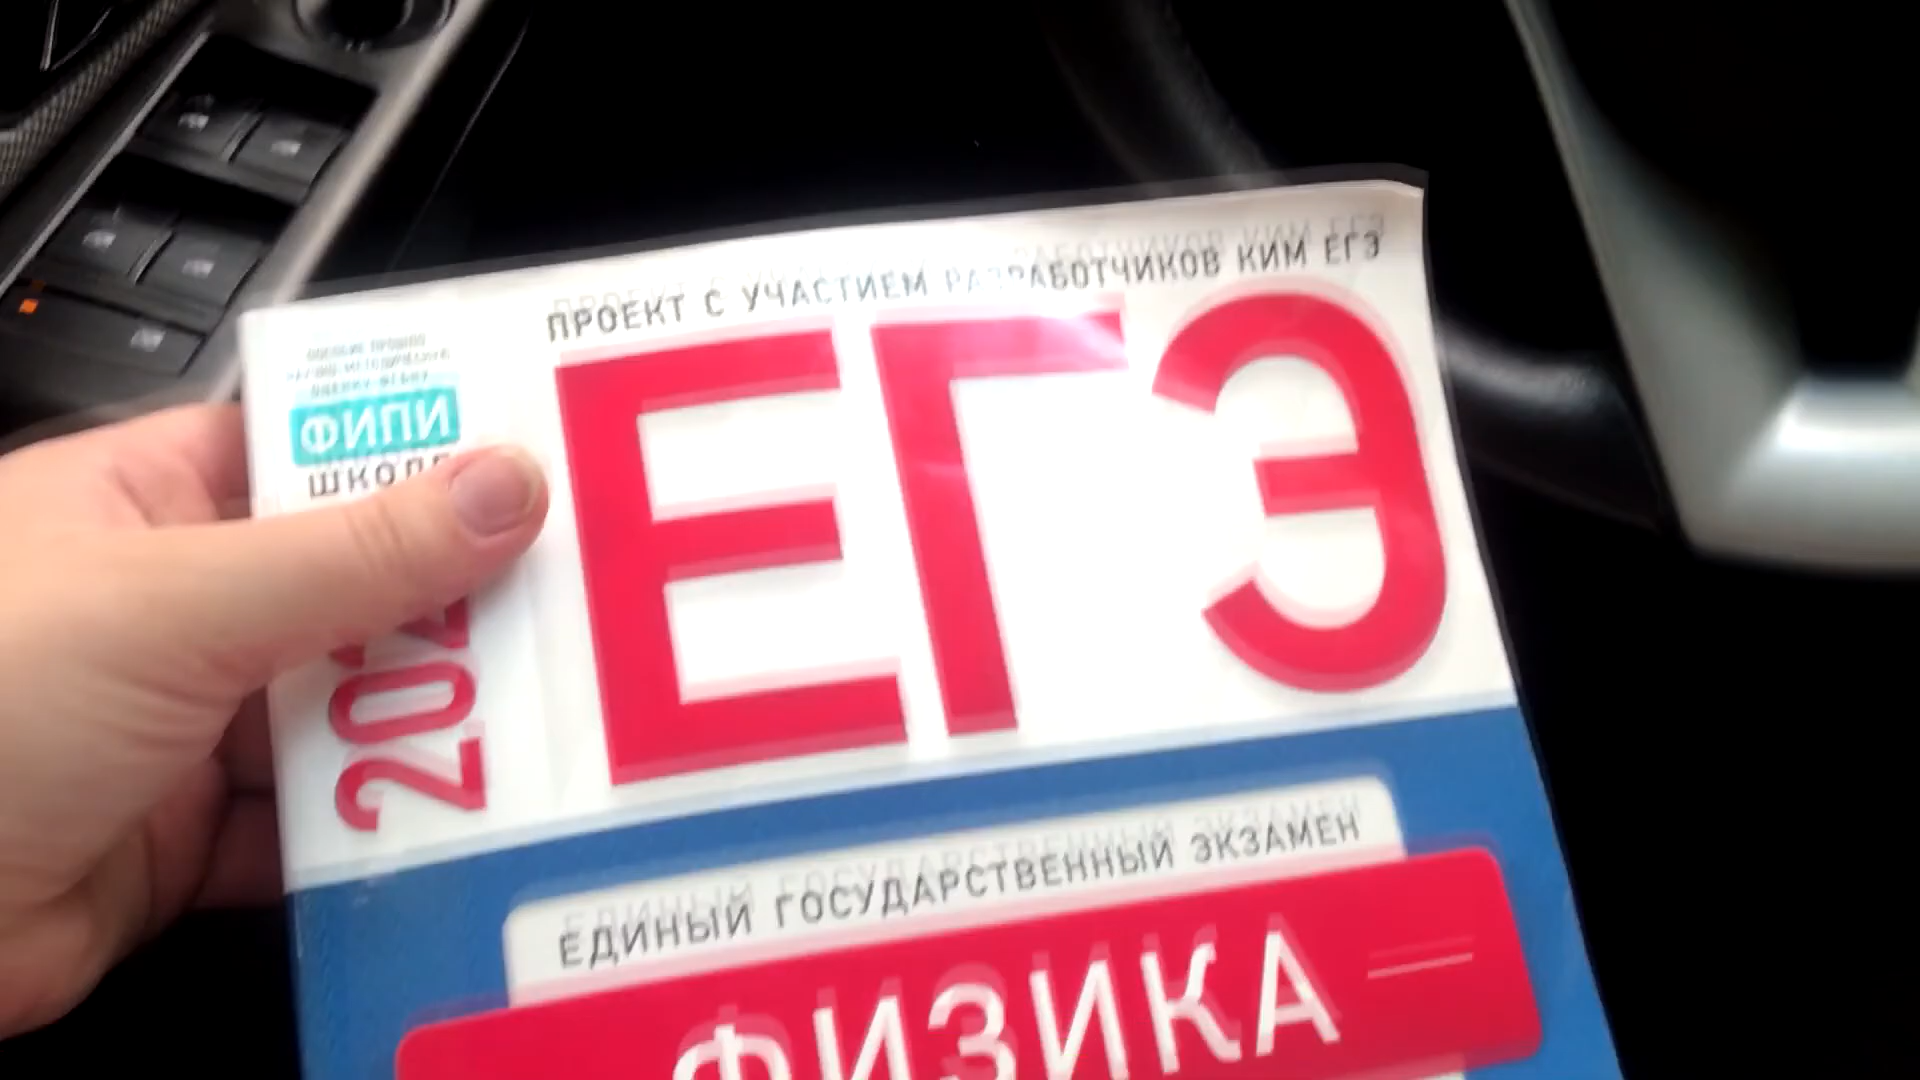 ПРОЕКТ С УЧАСТИЕМ РАЗРАБОТЧИКОВ КИМ ЕГЭ
ФИПИ
ЕГЭ
ЕДИНЫЙ ГОСУДАРСТВЕННЫЙ ЭКЗАМЕН
ФИЗИКА